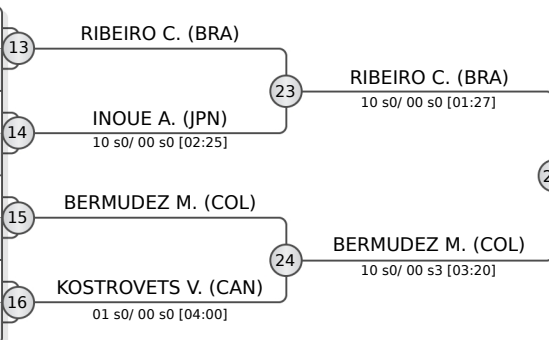 RIBEIRO C. (BRA)
13
23
RIBEIRO C. (BRA)
10 s0/ 00 s0 [01:27]
INOUE A. (JPN)
14
10 s0/ 00 s0 [02:25]
BERMUDEZ M. (COL)
15
24
BERMUDEZ M. (COL)
10 s0/ 00 s3 [03:20]
KOSTROVETS V. (CAN)
16
01 s0/ 00 s0 [04:00]